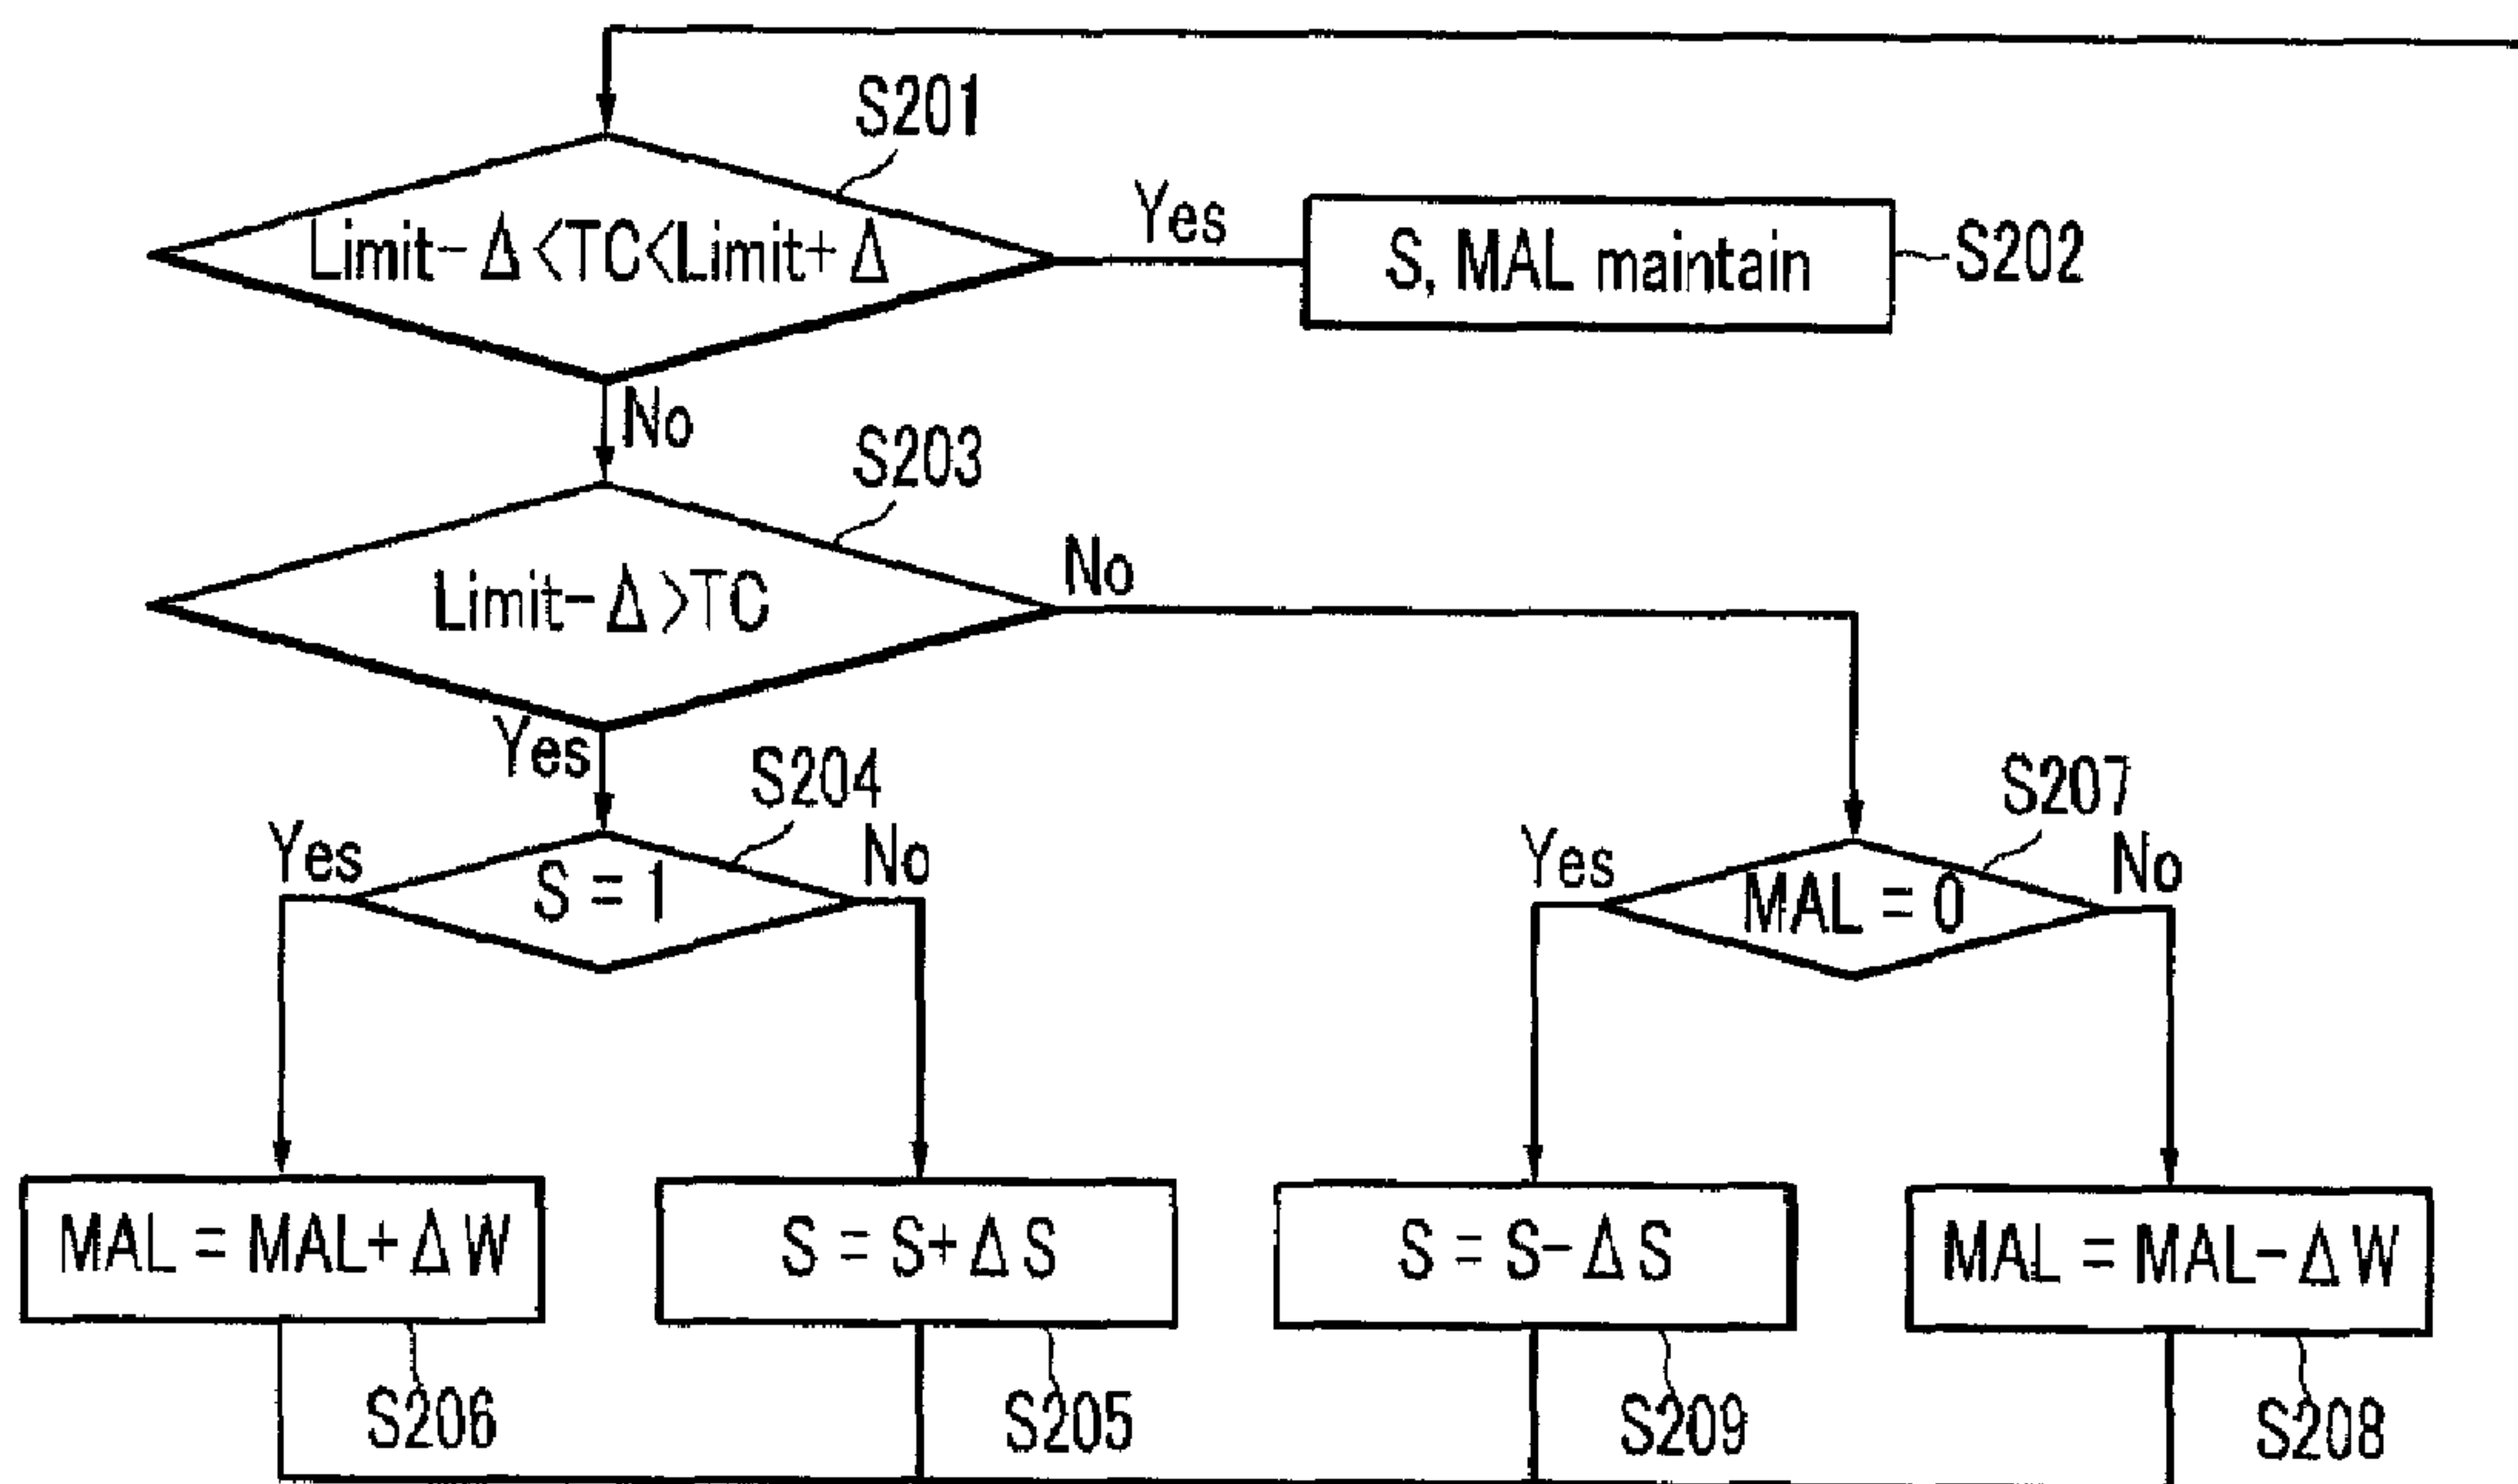 S201
Limit-Δ<TC<Limit+Δ
Yes
S, MAL maintain
S202
No
S203
Limit-Δ>TC
No
Yes
S204
Yes
S = 1
No
S207
Yes
MAL = 0
No
MAL = MAL+ΔW
S = S+ΔS
S = S-ΔS
MAL = MAL-ΔW
S206
S205
S209
S208